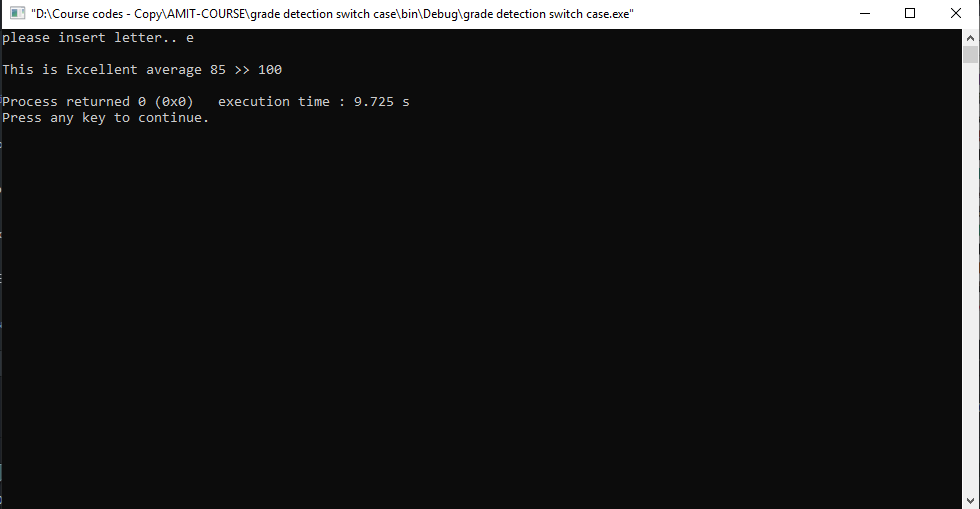 "D:\Course codes - Copy\AMIT-COURSE\grade detection switch case\bin\Debug\grade detection switch case.exe"
please insert letter.. e
This is Excellent average 85 >> 100
Process returned 0 (0x0)   execution time : 9.725 s
Press any key to continue.